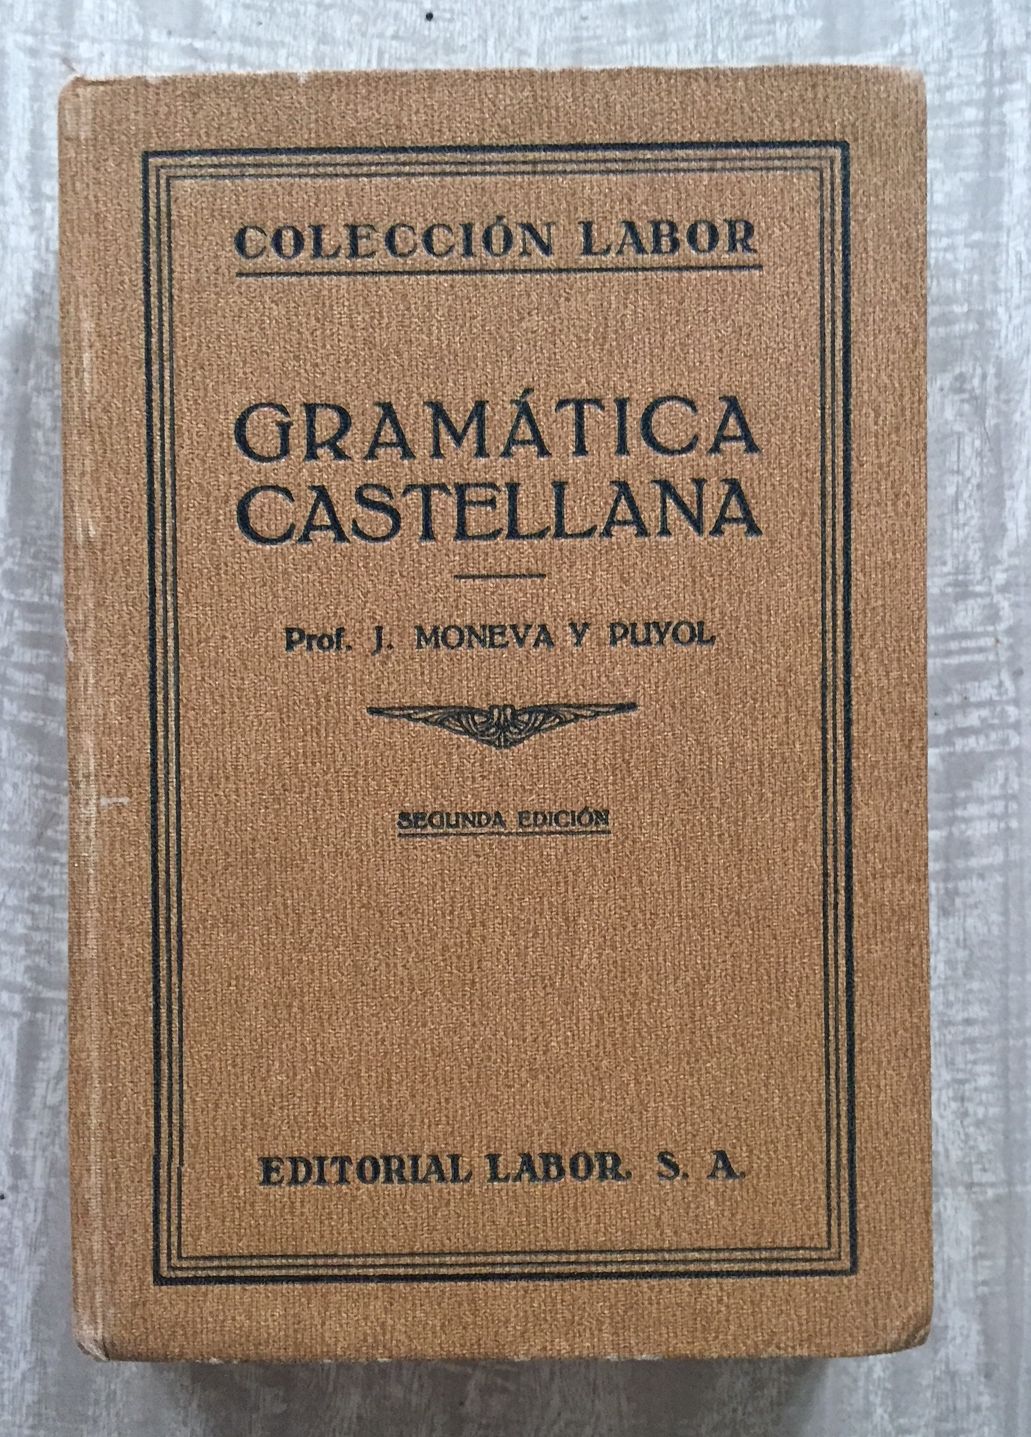 COLECCIÓN LABOR
GRAMÁTICA
CASTELLANA
Prof. J. MONEVA Y PUYOL
SEGUNDA EDICIÓN
EDITORIAL LABOR. S. A.